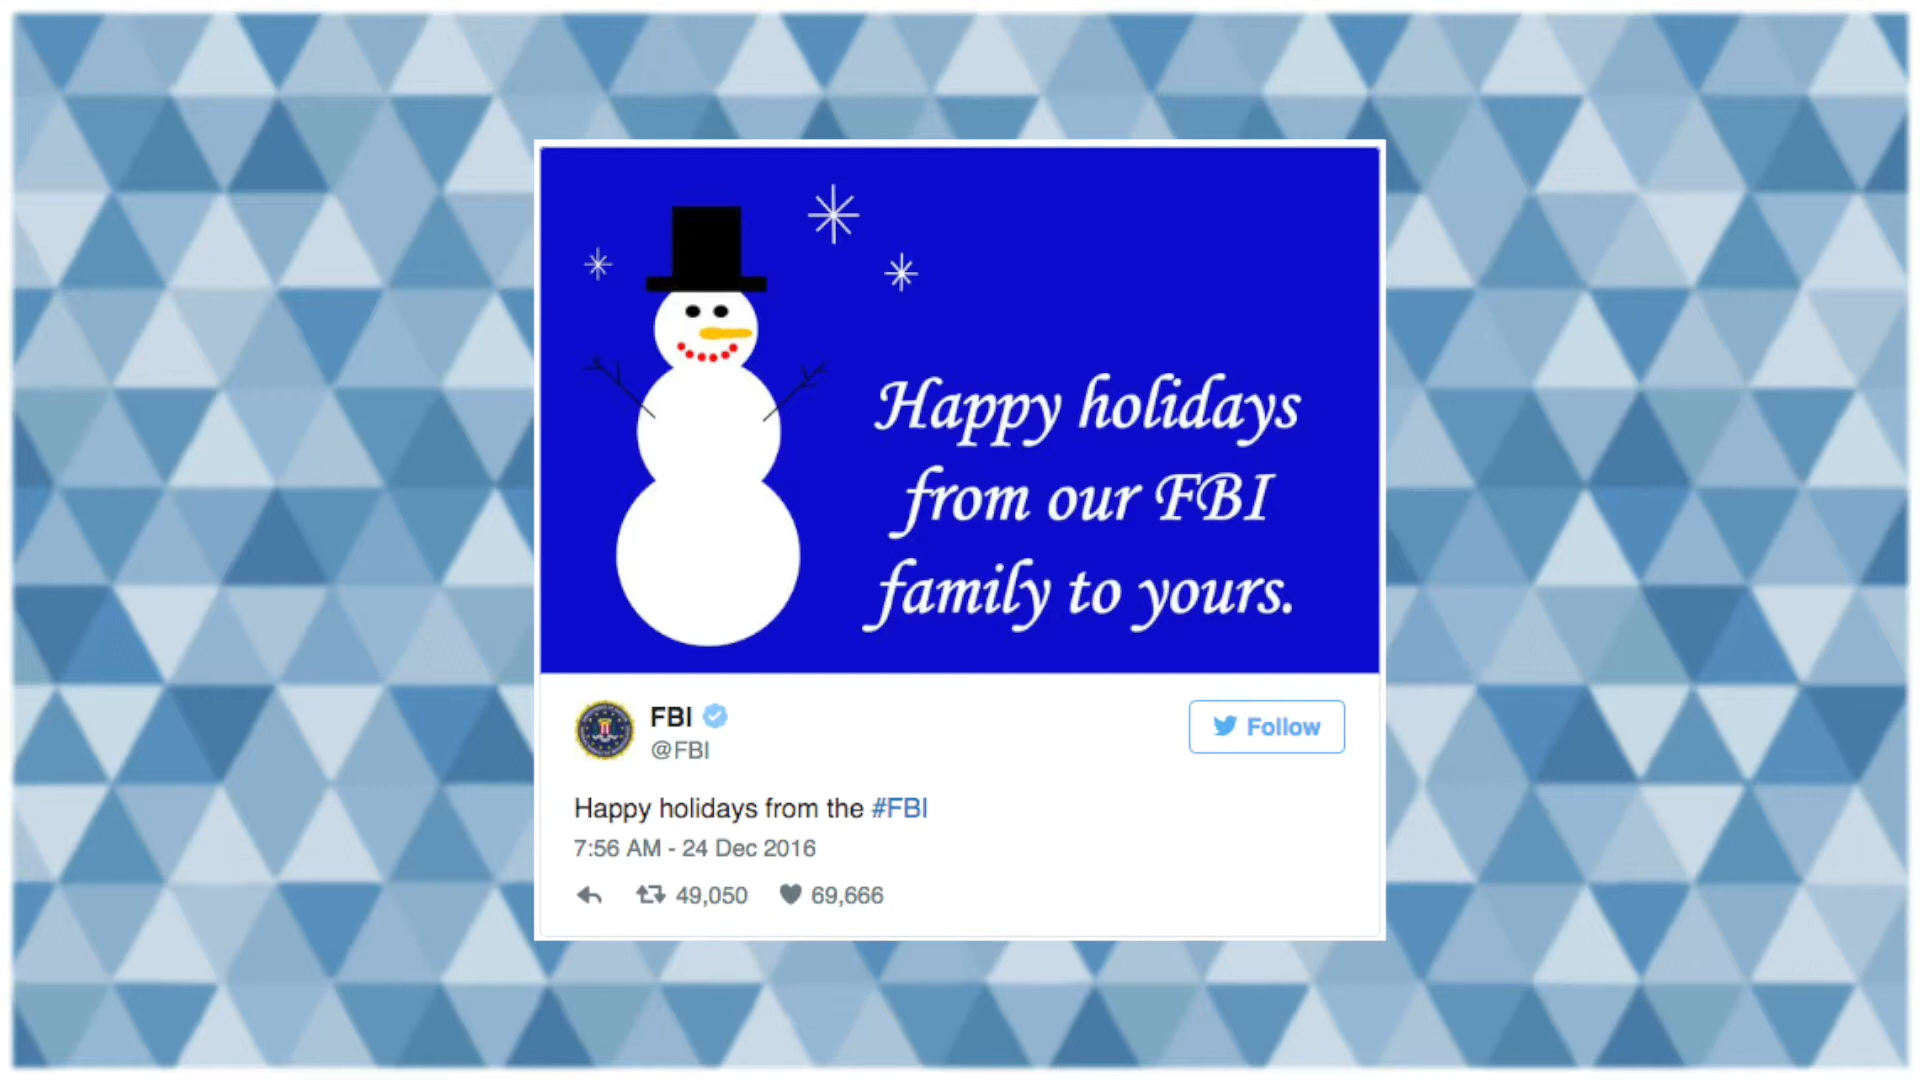 Happy holidays
from our FBI
family to yours.
FBI
@FBI
Follow
Happy holidays from the #FBI
7:56 AM - 24 Dec 2016
49,050 69,666